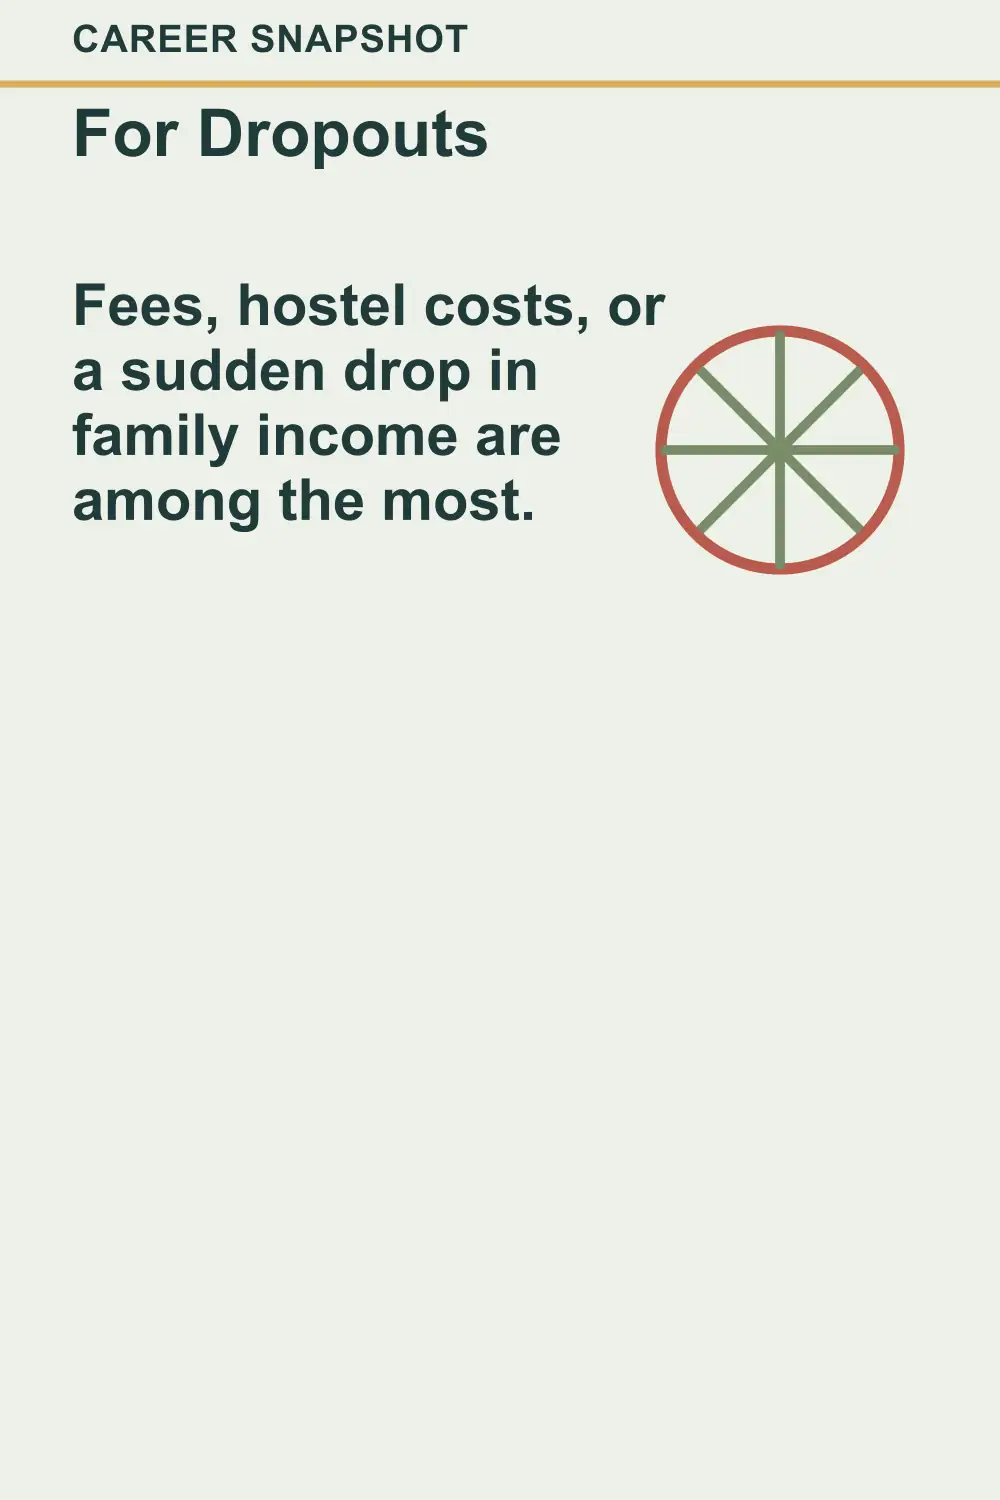 CAREER SNAPSHOT
For Dropouts
Fees, hostel costs, or
a sudden drop in
family income are
among the most.